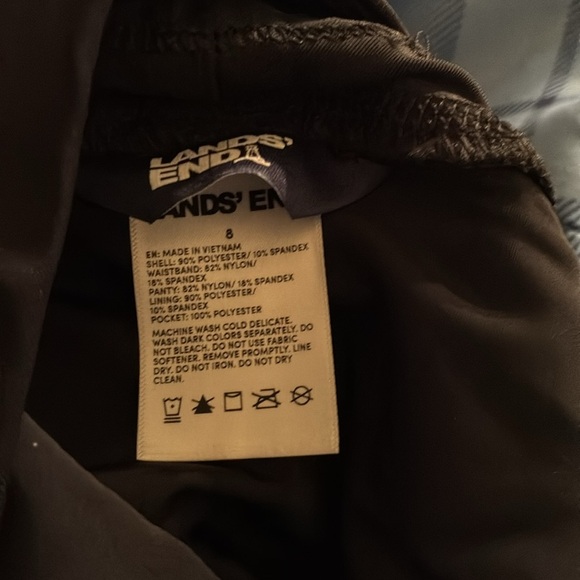 LANDS'
END
LANDS' EN
8
EN: MADE IN VIETNAM
SHELL: 90% POLYESTER/ 10% SPANDEX
WAISTBAND: 82% NYLON/
18% SPANDEX
PANTY: 82% NYLON/ 18% SPANDEX
LINING: 90% POLYESTER/
10% SPANDEX
POCKET: 100% POLYESTER
MACHINE WASH COLD DELICATE.
WASH DARK COLORS SEPARATELY. DO
NOT BLEACH. DO NOT USE FABRIC
SOFTENER. REMOVE PROMPTLY. LINE
DRY. DO NOT IRON. DO NOT DRY
CLEAN.